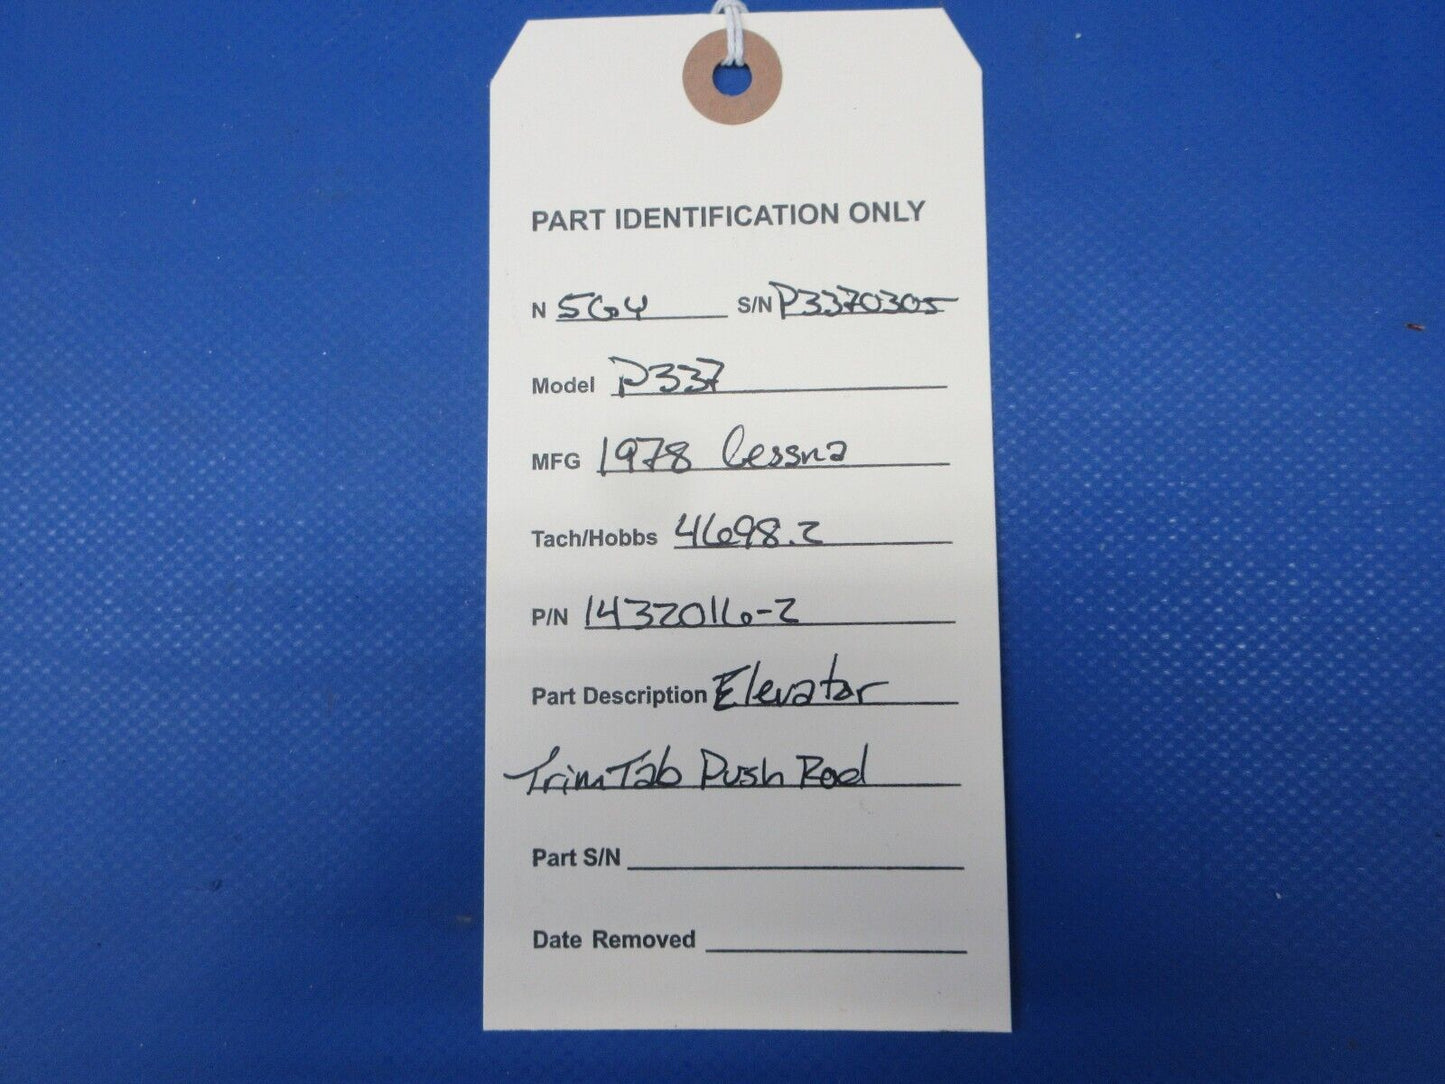 PART IDENTIFICATION ONLY
N 5GY S/N P3370305
Model P337
MFG 1978 Cessna
Tach/Hobbs 4698.2
P/N 1432016-2
Part Description Elevator
Trim Tab Push Rod
Part S/N
Date Removed